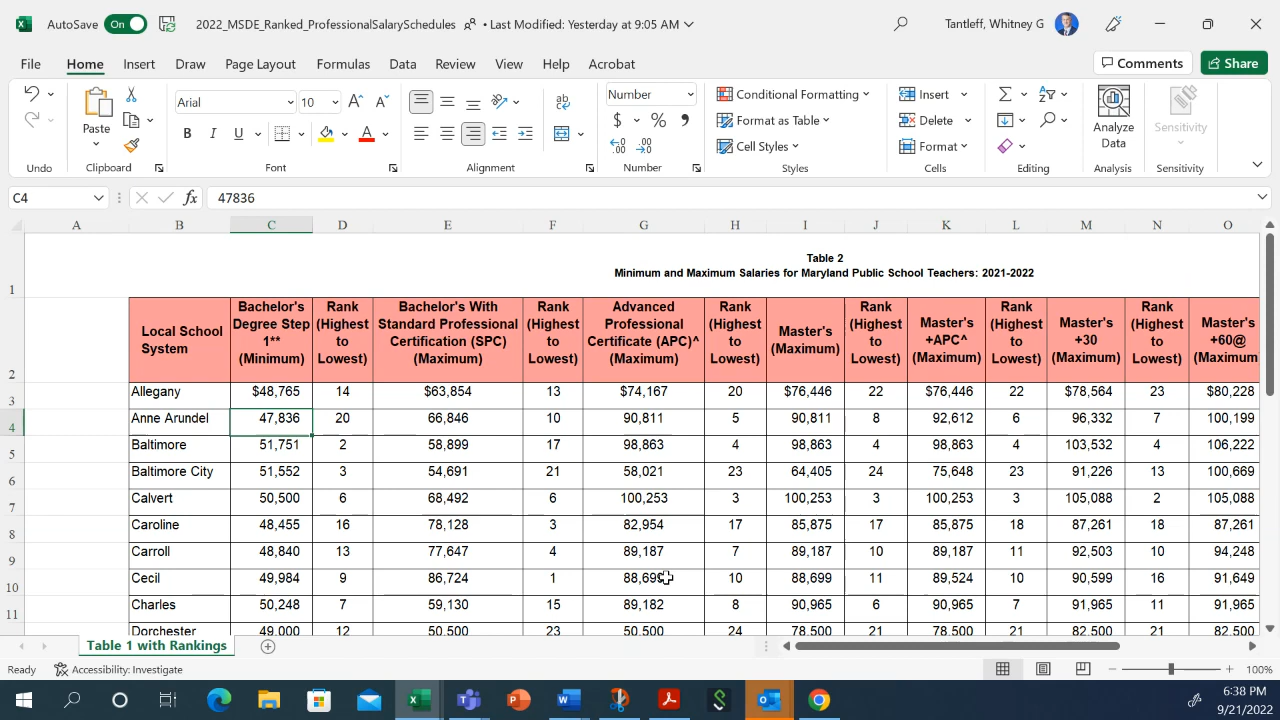 AutoSave On 2022_MSDE_Ranked_ProfessionalSalarySchedules • Last Modified: Yesterday at 9:05 AM Tantleff, Whitney G
File Home Insert Draw Page Layout Formulas Data Review View Help Acrobat Comments Share
Arial 10 Number Conditional Formatting Insert
Paste B I U $ % Format as Table Delete Analyze Data Sensitivity
Cell Styles Format
Undo Clipboard Font Alignment Number Styles Cells Editing Analysis Sensitivity
C4 fx 47836
A B C D E F G H I J K L M N O
Table 2
1 Minimum and Maximum Salaries for Maryland Public School Teachers: 2021-2022
2 Local School System Bachelor's Degree Step 1** (Minimum) Rank (Highest to Lowest) Bachelor's With Standard Professional Certification (SPC) (Maximum) Rank (Highest to Lowest) Advanced Professional Certificate (APC)^ (Maximum) Rank (Highest to Lowest) Master's (Maximum) Rank (Highest to Lowest) Master's +APC^ (Maximum) Rank (Highest to Lowest) Master's +30 (Maximum) Rank (Highest to Lowest) Master's +60@ (Maximum
3 Allegany $48,765 14 $63,854 13 $74,167 20 $76,446 22 $76,446 22 $78,564 23 $80,228
4 Anne Arundel 47,836 20 66,846 10 90,811 5 90,811 8 92,612 6 96,332 7 100,199
5 Baltimore 51,751 2 58,899 17 98,863 4 98,863 4 98,863 4 103,532 4 106,222
6 Baltimore City 51,552 3 54,691 21 58,021 23 64,405 24 75,648 23 91,226 13 100,669
7 Calvert 50,500 6 68,492 6 100,253 3 100,253 3 100,253 3 105,088 2 105,088
8 Caroline 48,455 16 78,128 3 82,954 17 85,875 17 85,875 18 87,261 18 87,261
9 Carroll 48,840 13 77,647 4 89,187 7 89,187 10 89,187 11 92,503 10 94,248
10 Cecil 49,984 9 86,724 1 88,699 10 88,699 11 89,524 10 90,599 16 91,649
11 Charles 50,248 7 59,130 15 89,182 8 90,965 6 90,965 7 91,965 11 91,965
Dorchester 49,000 12 50,500 23 50,500 24 78,500 21 78,500 21 82,500 21 82,500
Table 1 with Rankings
Ready Accessibility: Investigate 100%
6:38 PM
9/21/2022